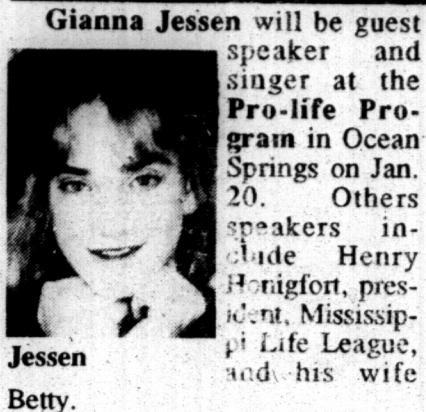 Gianna Jessen will be guest
speaker and
singer at the
Pro-life Pro-
gram in Ocean
Springs on Jan.
20. Others
speakers in-
clude Henry
Honigfort, pres-
ident, Mississip-
pi Life League,
and his wife
Jessen
Betty.